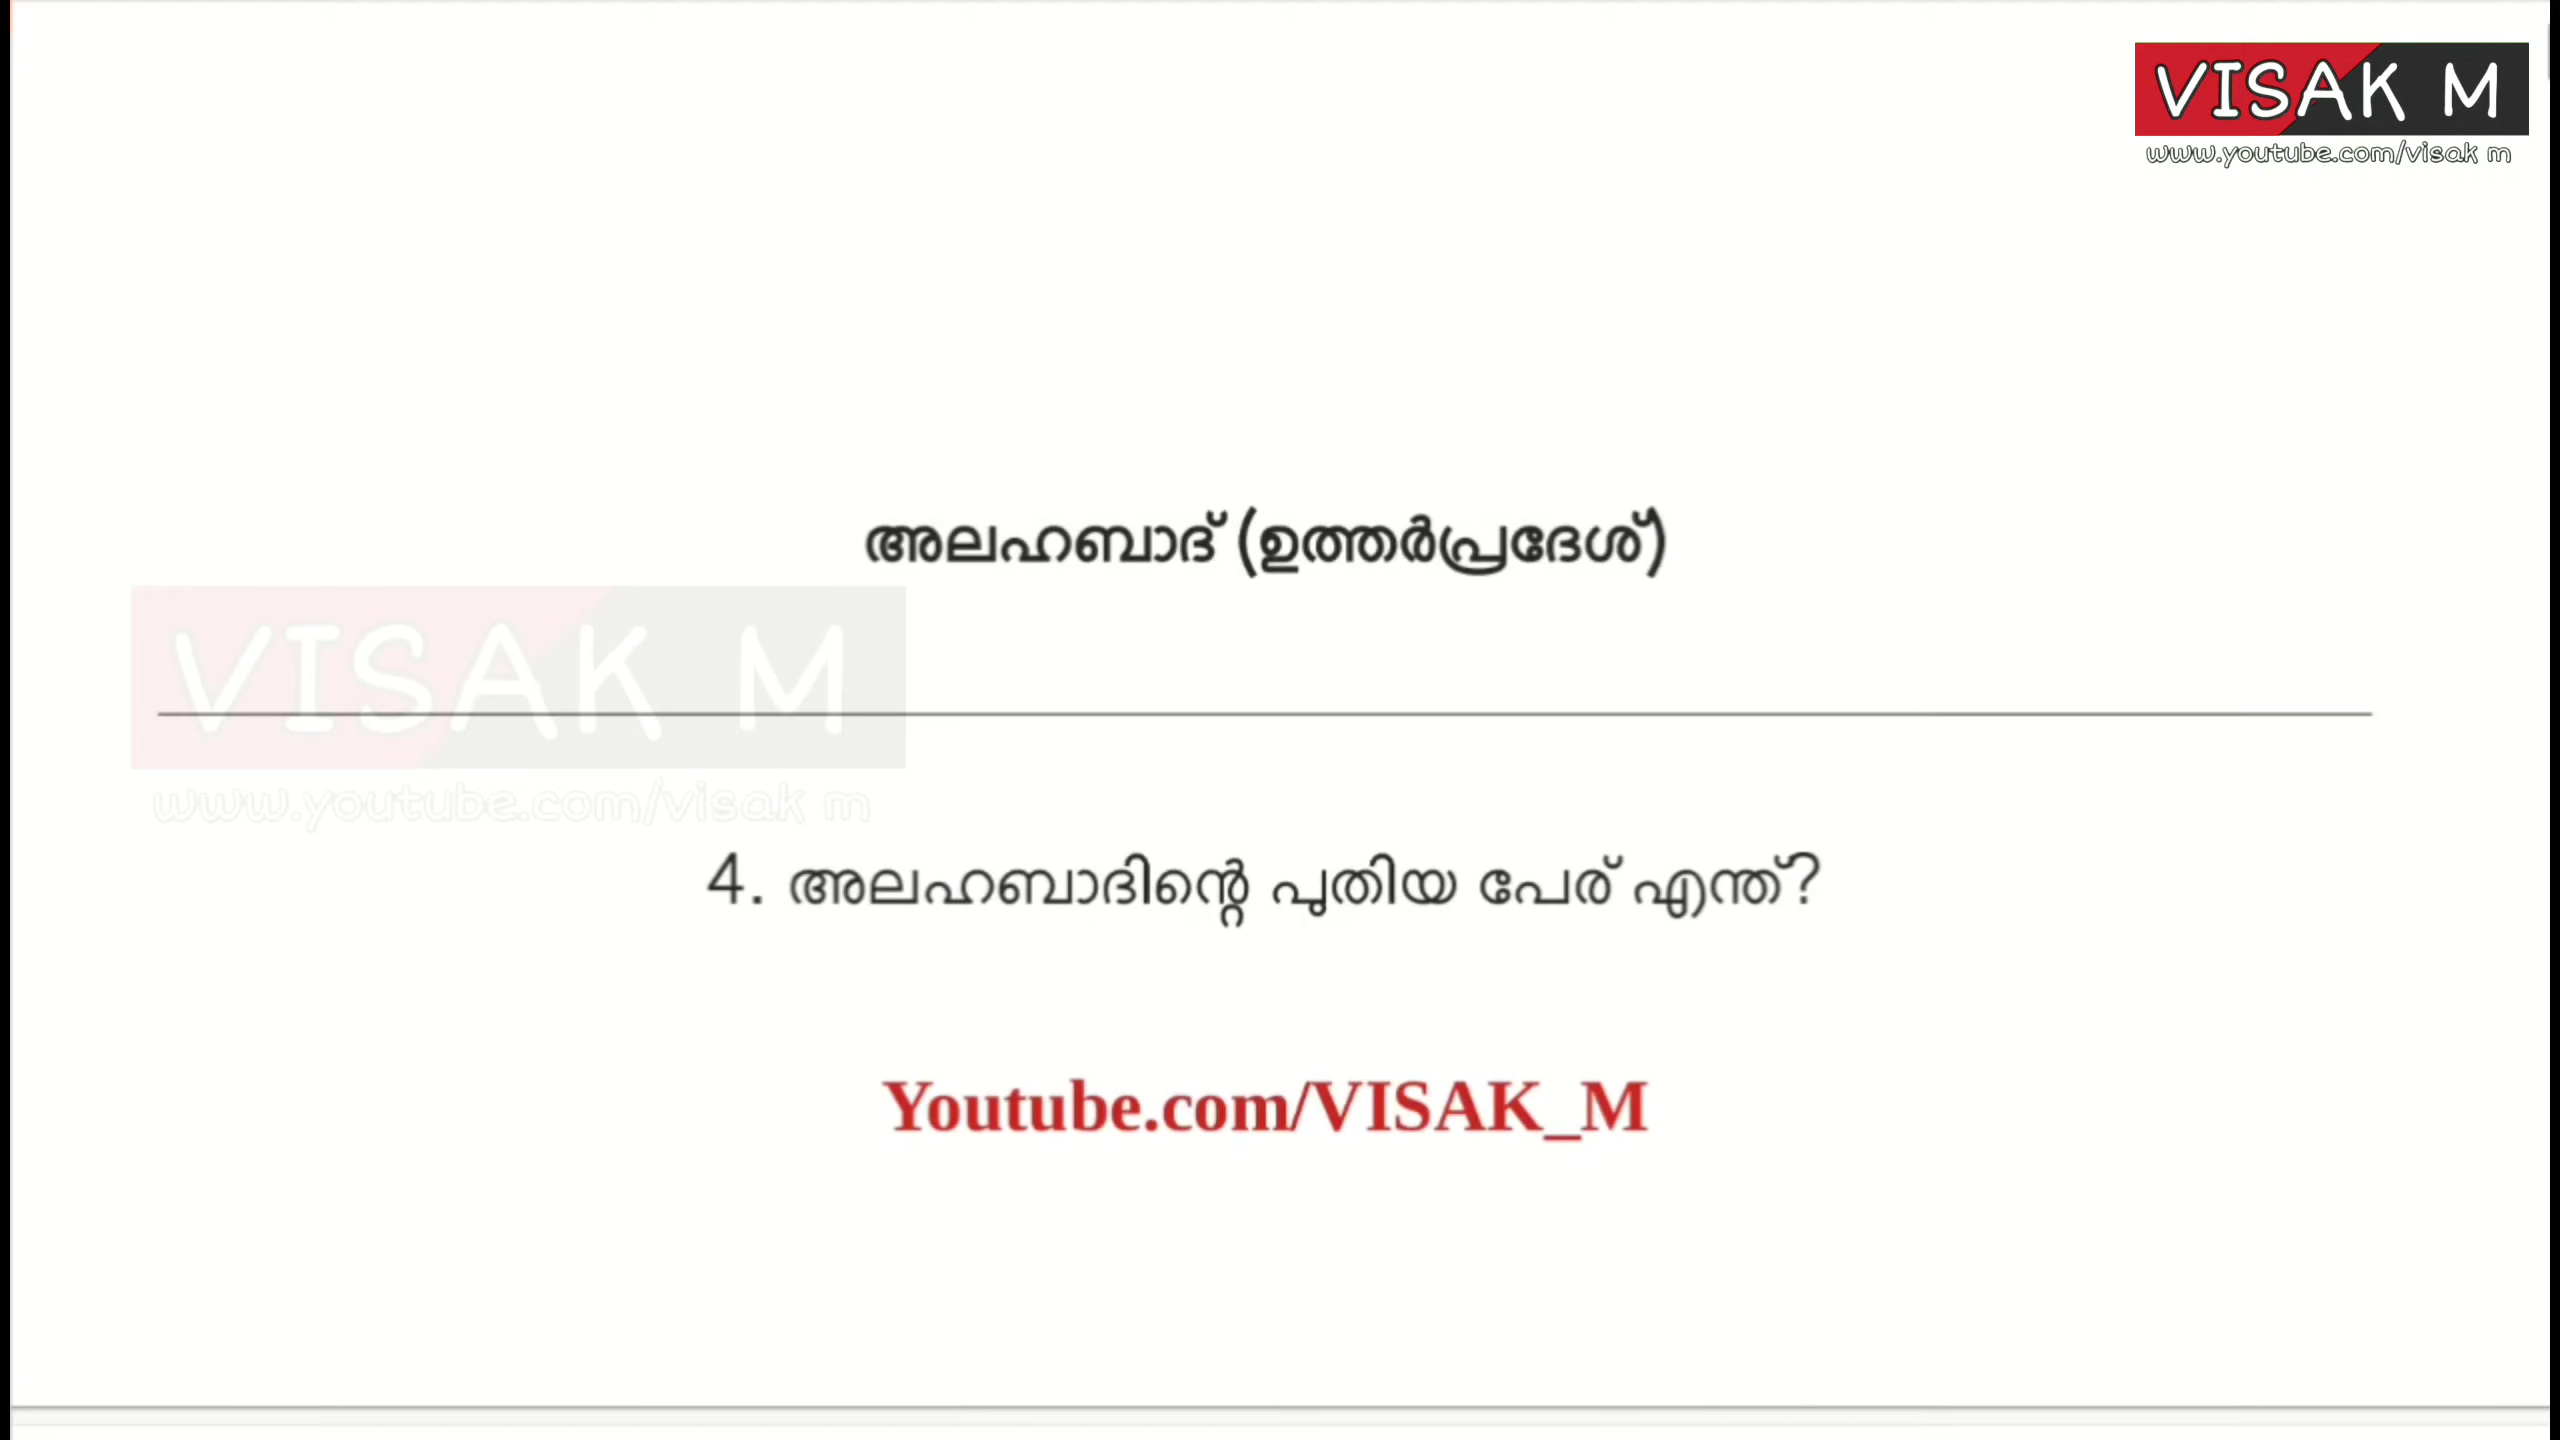 VISAK M
www.youtube.com/visak m
അലഹബാദ് (ഉത്തർപ്രദേശ്)
VISAK M
www.youtube.com/visak m
4. അലഹബാദിന്റെ പുതിയ പേര് എന്ത്?
Youtube.com/VISAK_M